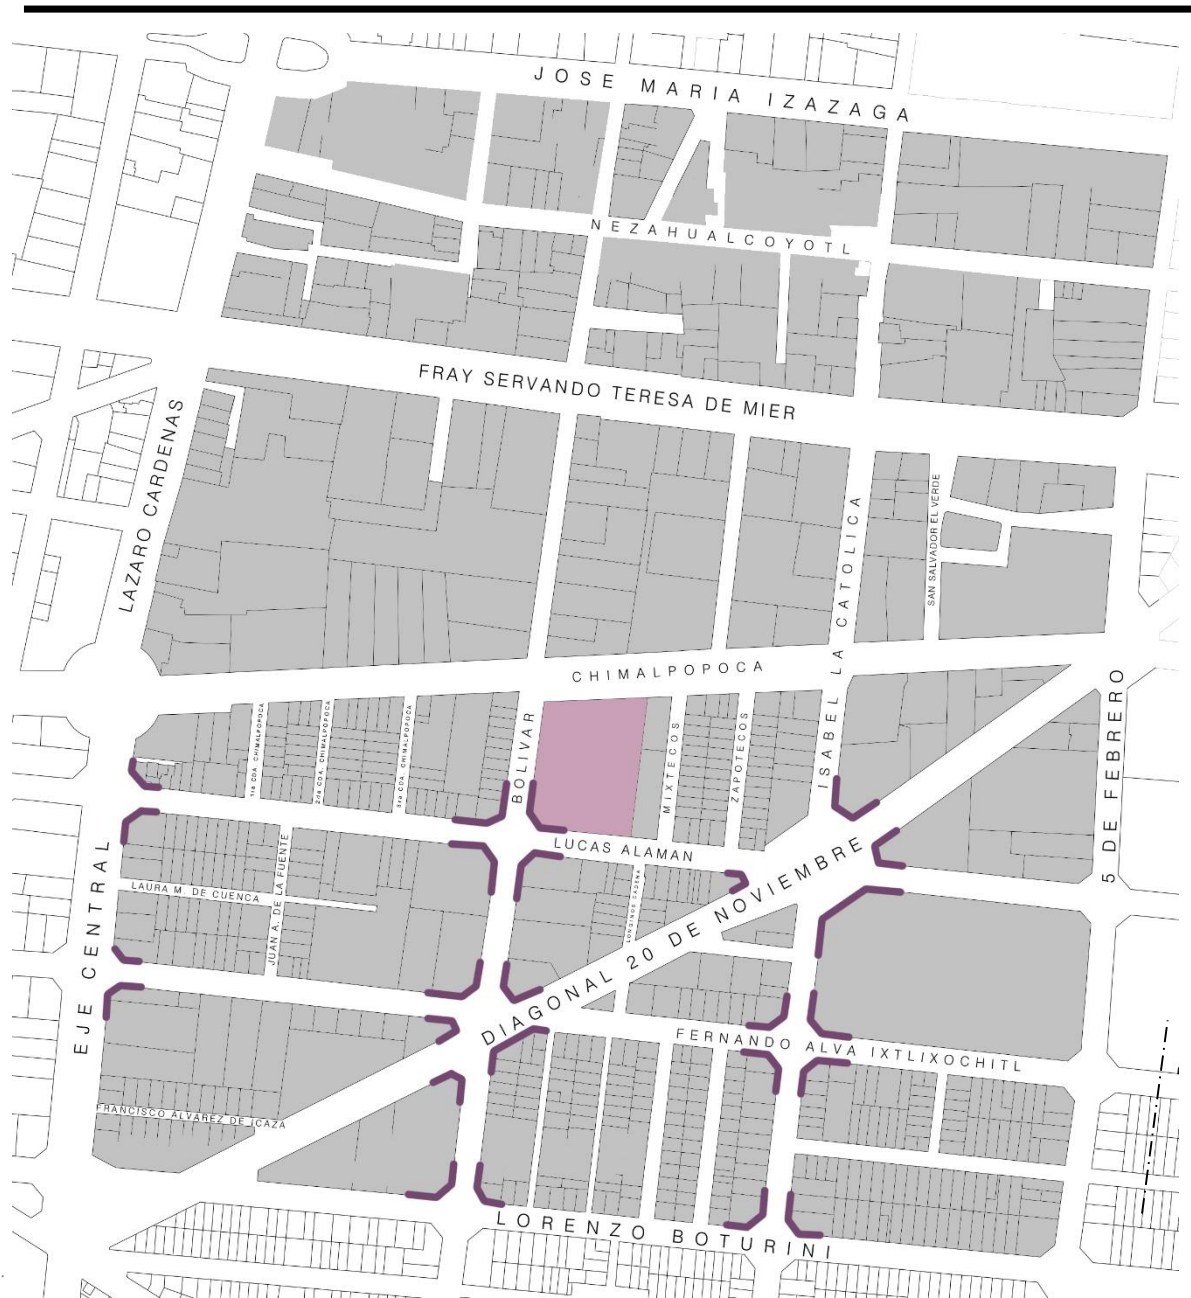 JOSE MARIA IZAZAGA
NEZAHUALCOYOTL
FRAY SERVANDO TERESA DE MIER
LAZARO CARDENAS
ISABEL LA CATOLICA
SAN SALVADOR EL VERDE
CHIMALPOPOCA
1ra CDA. CHIMALPOPOCA
2da CDA. CHIMALPOPOCA
3ra CDA. CHIMALPOPOCA
BOLIVAR
MIXTECOS
ZAPOTECOS
5 DE FEBRERO
LUCAS ALAMAN
EJE CENTRAL
LAURA M. DE CUENCA
JUAN A. DE LA FUENTE
LONGINOS CADENA
DIAGONAL 20 DE NOVIEMBRE
FERNANDO ALVA IXTLIXOCHITL
FRANCISCO ALVAREZ DE ICAZA
LORENZO BOTURINI